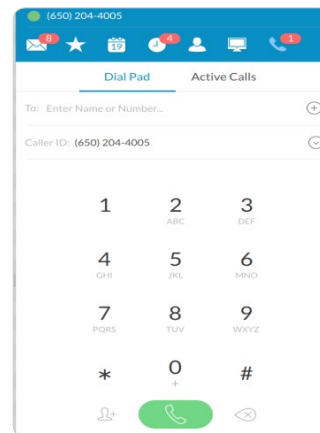 (650) 204-4005
8 19 4 1
Dial Pad Active Calls
To: Enter Name or Number...
Caller ID: (650) 204-4005
1 2 3
ABC DEF
4 5 6
GHI JKL MNO
7 8 9
PQRS TUV WXYZ
* 0 #
+